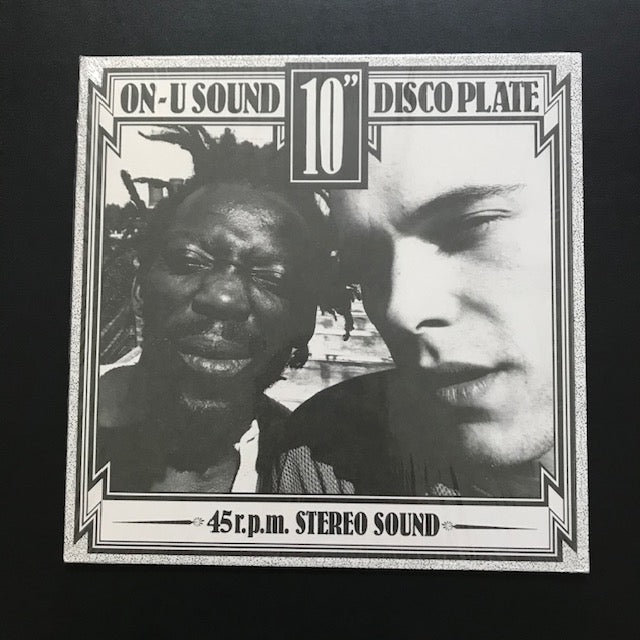 ON-U SOUND 10" DISCO PLATE
45 r.p.m. STEREO SOUND